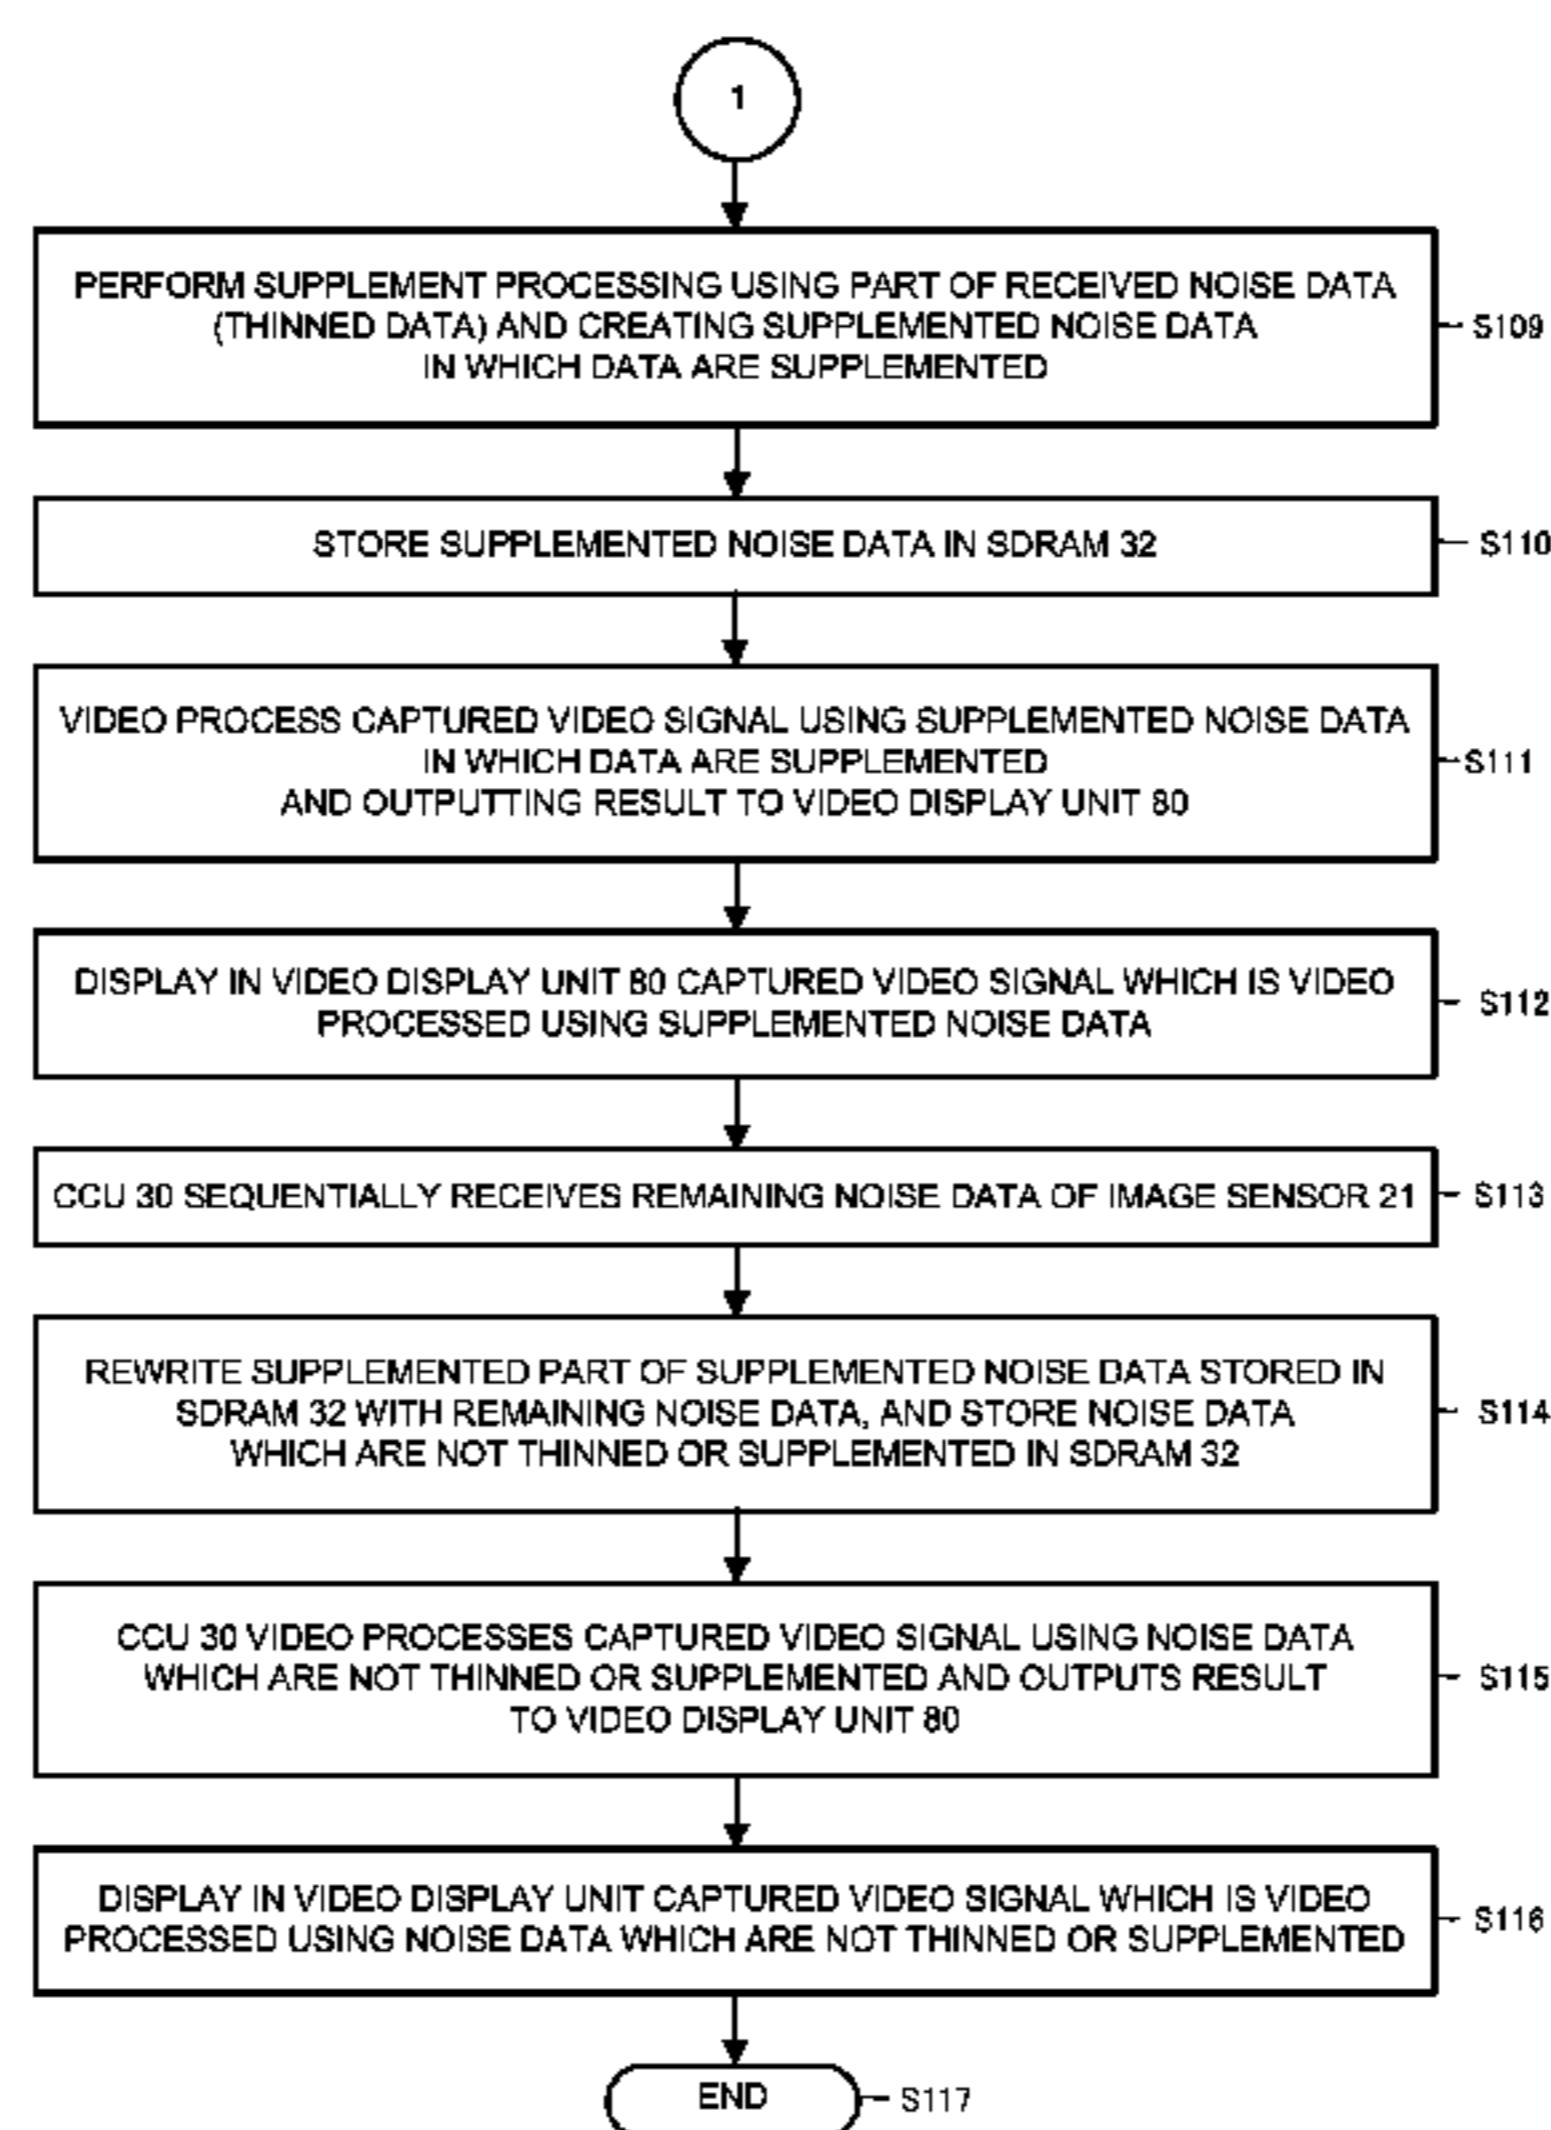 1
PERFORM SUPPLEMENT PROCESSING USING PART OF RECEIVED NOISE DATA
(THINNED DATA) AND CREATING SUPPLEMENTED NOISE DATA
IN WHICH DATA ARE SUPPLEMENTED
S109
STORE SUPPLEMENTED NOISE DATA IN SDRAM 32
S110
VIDEO PROCESS CAPTURED VIDEO SIGNAL USING SUPPLEMENTED NOISE DATA
IN WHICH DATA ARE SUPPLEMENTED
AND OUTPUTTING RESULT TO VIDEO DISPLAY UNIT 80
S111
DISPLAY IN VIDEO DISPLAY UNIT 80 CAPTURED VIDEO SIGNAL WHICH IS VIDEO
PROCESSED USING SUPPLEMENTED NOISE DATA
S112
CCU 30 SEQUENTIALLY RECEIVES REMAINING NOISE DATA OF IMAGE SENSOR 21
S113
REWRITE SUPPLEMENTED PART OF SUPPLEMENTED NOISE DATA STORED IN
SDRAM 32 WITH REMAINING NOISE DATA, AND STORE NOISE DATA
WHICH ARE NOT THINNED OR SUPPLEMENTED IN SDRAM 32
S114
CCU 30 VIDEO PROCESSES CAPTURED VIDEO SIGNAL USING NOISE DATA
WHICH ARE NOT THINNED OR SUPPLEMENTED AND OUTPUTS RESULT
TO VIDEO DISPLAY UNIT 80
S115
DISPLAY IN VIDEO DISPLAY UNIT CAPTURED VIDEO SIGNAL WHICH IS VIDEO
PROCESSED USING NOISE DATA WHICH ARE NOT THINNED OR SUPPLEMENTED
S116
END
S117